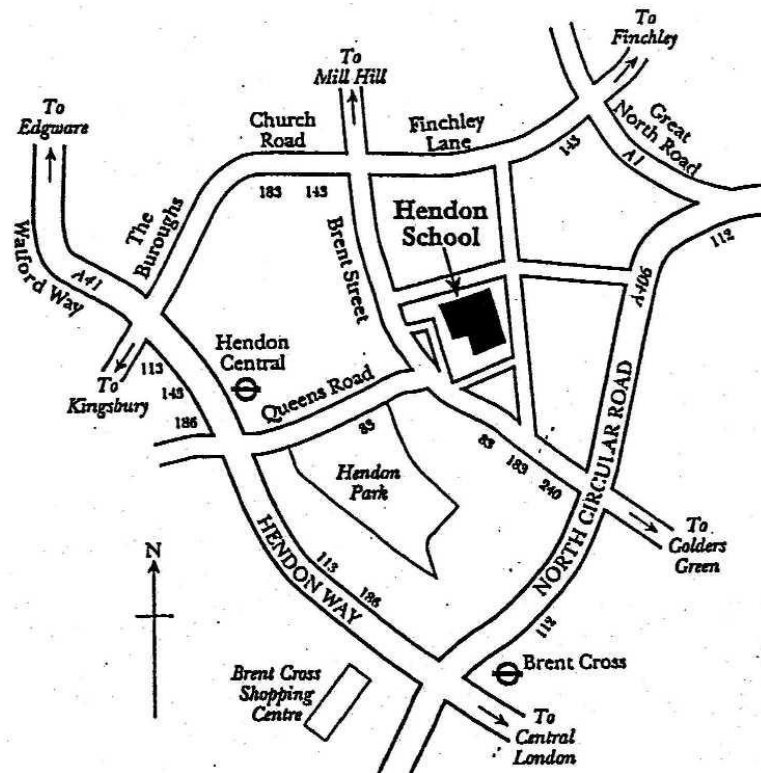 To
Finchley
To
Mill Hill
To
Edgware
Church
Road
Finchley
Lane
Great
North Road
A1
143
183 143
The
Buroughs
Hendon
School
Brent Street
112
A41
Watford Way
A406
Hendon
Central
113
143
186
To
Kingsbury
Queens Road
83
83
183
240
Hendon
Park
NORTH CIRCULAR ROAD
To
Golders
Green
N
HENDON WAY
113
186
112
Brent Cross
Brent Cross
Shopping
Centre
To
Central
London